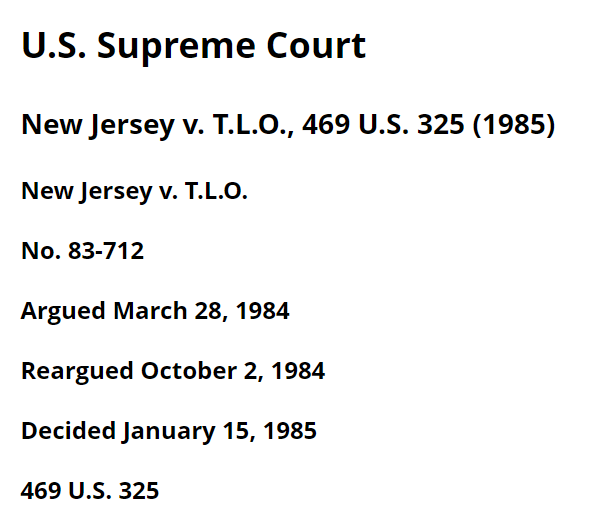 U.S. Supreme Court
New Jersey v. T.L.O., 469 U.S. 325 (1985)
New Jersey v. T.L.O.
No. 83-712
Argued March 28, 1984
Reargued October 2, 1984
Decided January 15, 1985
469 U.S. 325